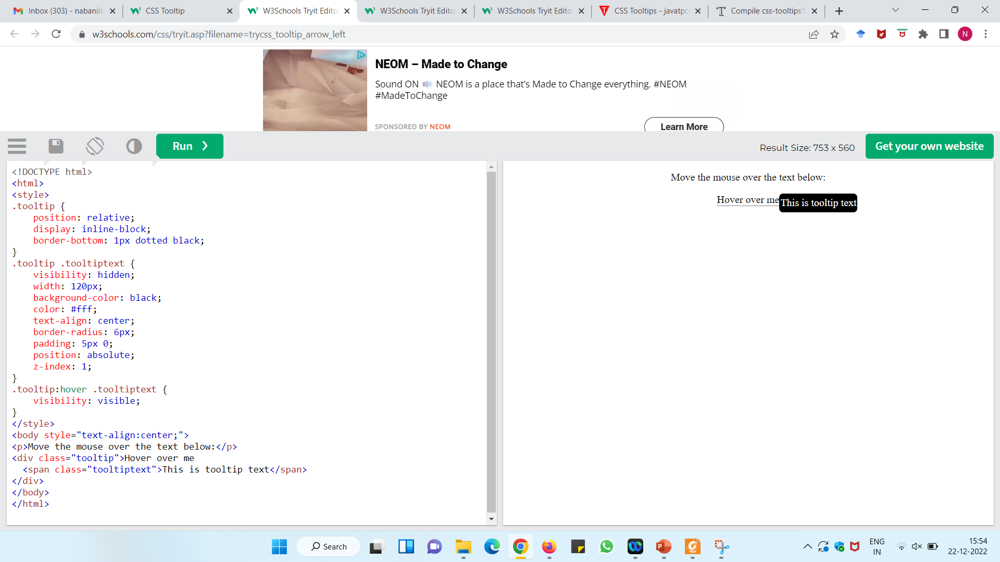 Inbox (303) - nabaniit
CSS Tooltip
W3Schools Tryit Edito
W3Schools Tryit Edito
W3Schools Tryit Edito
CSS Tooltips - javatpo
Compile css-tooltips1
w3schools.com/css/tryit.asp?filename=trycss_tooltip_arrow_left
N
NEOM – Made to Change
Sound ON 🔊 NEOM is a place that's Made to Change everything. #NEOM
#MadeToChange
SPONSORED BY NEOM
Learn More
Run ❯
Result Size: 753 x 560
Get your own website
<!DOCTYPE html>
<html>
<style>
.tooltip {
    position: relative;
    display: inline-block;
    border-bottom: 1px dotted black;
}
.tooltip .tooltiptext {
    visibility: hidden;
    width: 120px;
    background-color: black;
    color: #fff;
    text-align: center;
    border-radius: 6px;
    padding: 5px 0;
    position: absolute;
    z-index: 1;
}
.tooltip:hover .tooltiptext {
    visibility: visible;
}
</style>
<body style="text-align:center;">
<p>Move the mouse over the text below:</p>
<div class="tooltip">Hover over me
  <span class="tooltiptext">This is tooltip text</span>
</div>
</body>
</html>
Move the mouse over the text below:
Hover over me This is tooltip text
Search
ENG
IN
15:54
22-12-2022